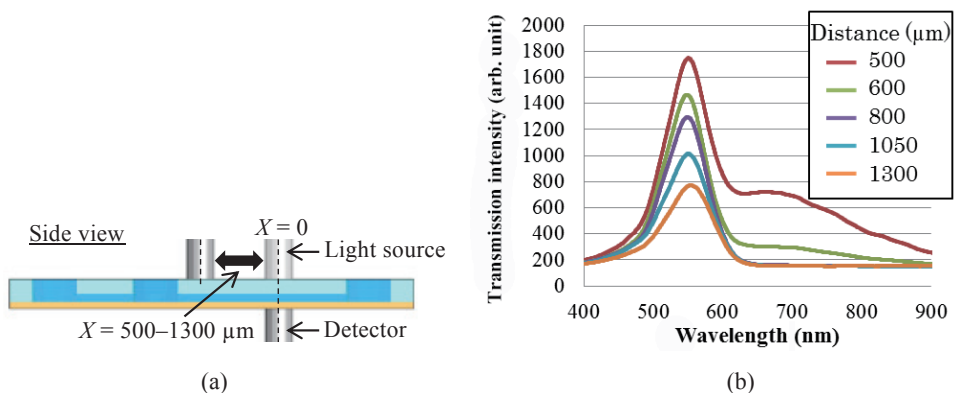 Side view
X = 0
Light source
X = 500–1300 µm
Detector
(a)
Transmission intensity (arb. unit)
2000
1800
1600
1400
1200
1000
800
600
400
200
0
400 500 600 700 800 900
Wavelength (nm)
Distance (µm)
500
600
800
1050
1300
(b)